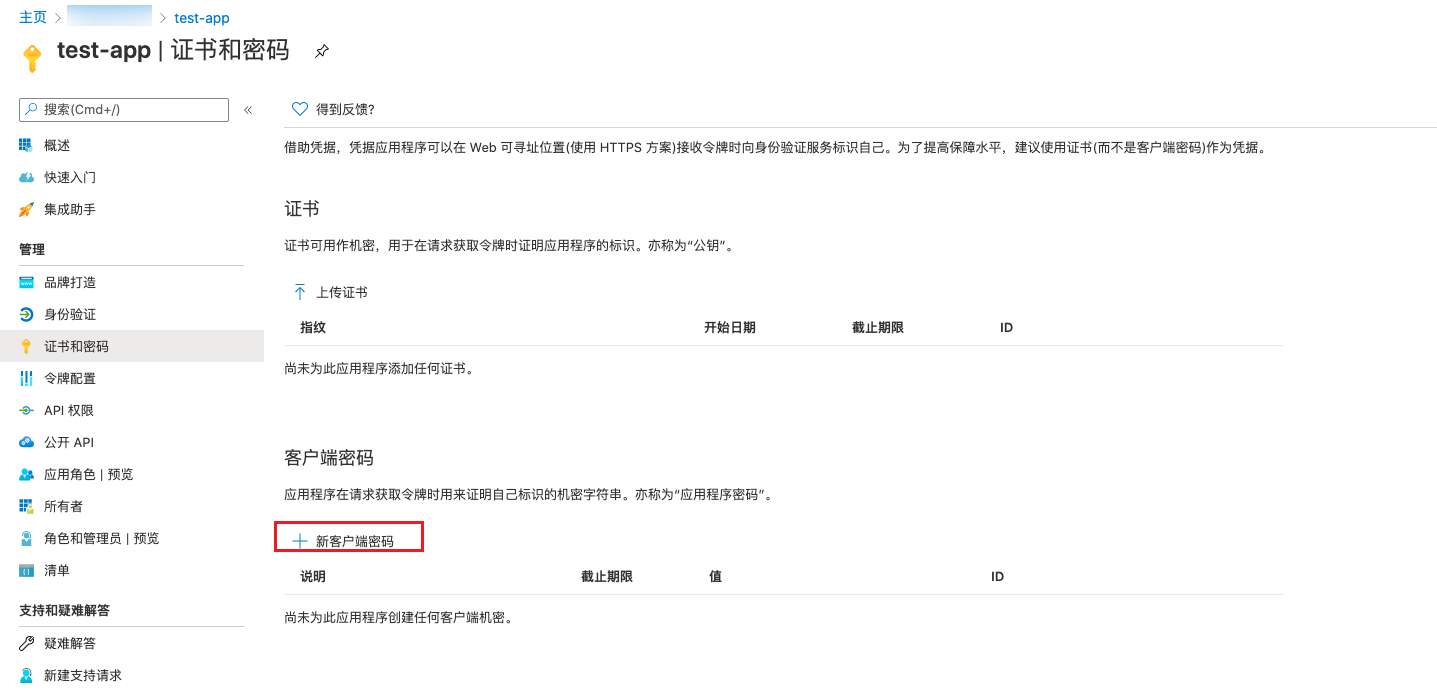 主页 > > test-app
test-app | 证书和密码
搜索(Cmd+/)
«
概述
快速入门
集成助手
管理
品牌打造
身份验证
证书和密码
令牌配置
API 权限
公开 API
应用角色 | 预览
所有者
角色和管理员 | 预览
清单
支持和疑难解答
疑难解答
新建支持请求
得到反馈?
借助凭据，凭据应用程序可以在 Web 可寻址位置(使用 HTTPS 方案)接收令牌时向身份验证服务标识自己。为了提高保障水平，建议使用证书(而不是客户端密码)作为凭据。
证书
证书可用作机密，用于在请求获取令牌时证明应用程序的标识。亦称为“公钥”。
上传证书
指纹 开始日期 截止期限 ID
尚未为此应用程序添加任何证书。
客户端密码
应用程序在请求获取令牌时用来证明自己标识的机密字符串。亦称为“应用程序密码”。
新客户端密码
说明 截止期限 值 ID
尚未为此应用程序创建任何客户端机密。